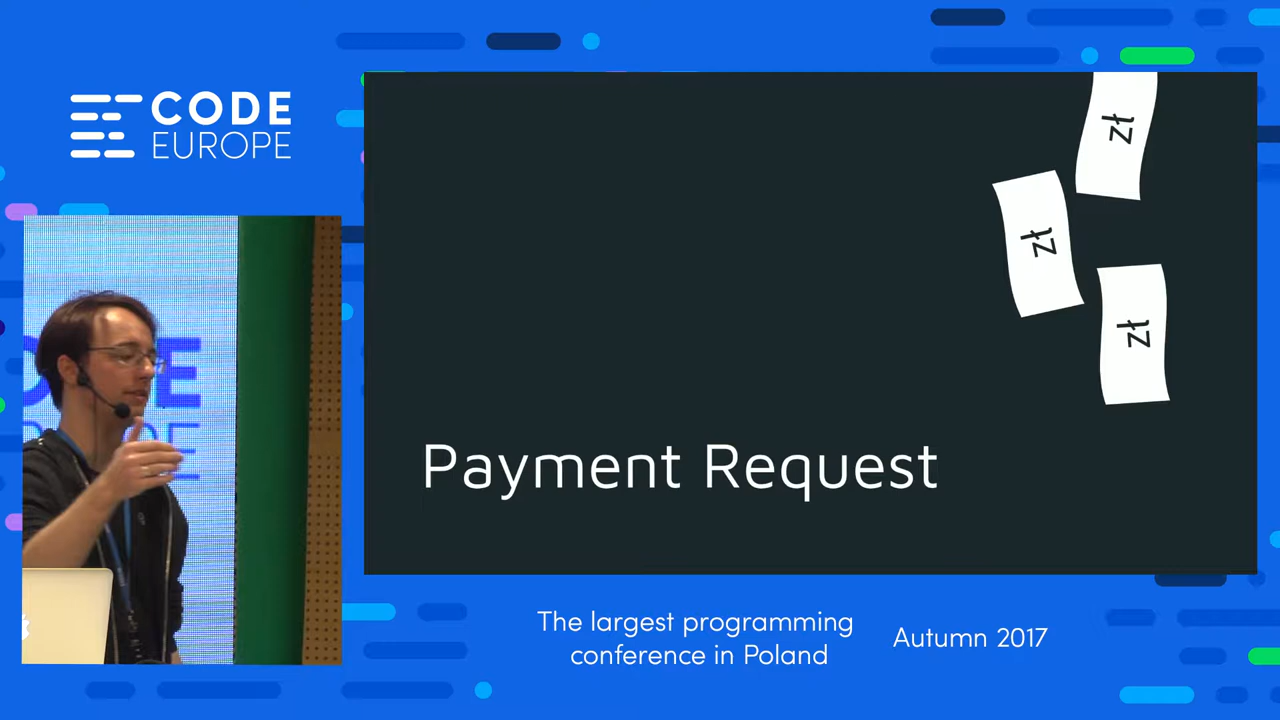 CODE
EUROPE
zł
zł
zł
Payment Request
The largest programming
conference in Poland
Autumn 2017